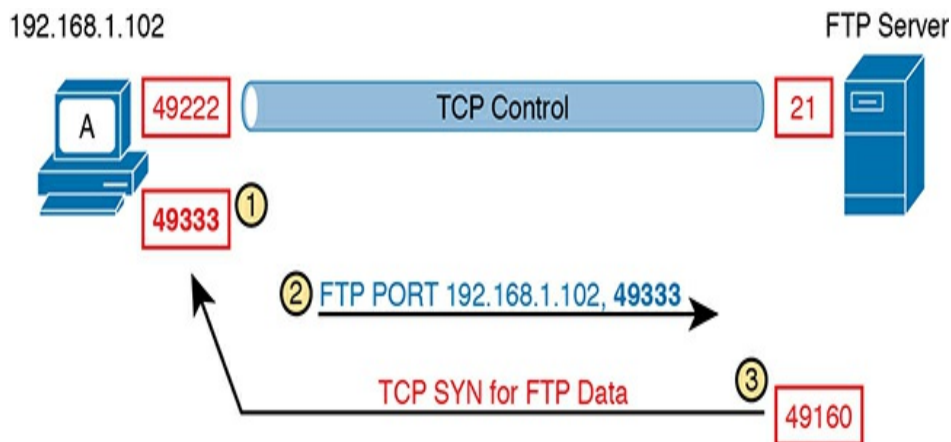 192.168.1.102
FTP Server
A
49222
TCP Control
21
49333
1
2
FTP PORT 192.168.1.102, 49333
TCP SYN for FTP Data
3
49160